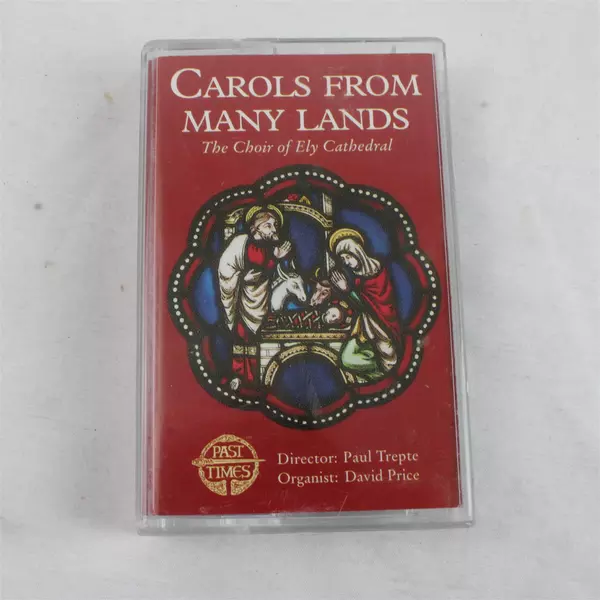 CAROLS FROM
MANY LANDS
The Choir of Ely Cathedral
PAST
TIMES
Director: Paul Trepte
Organist: David Price